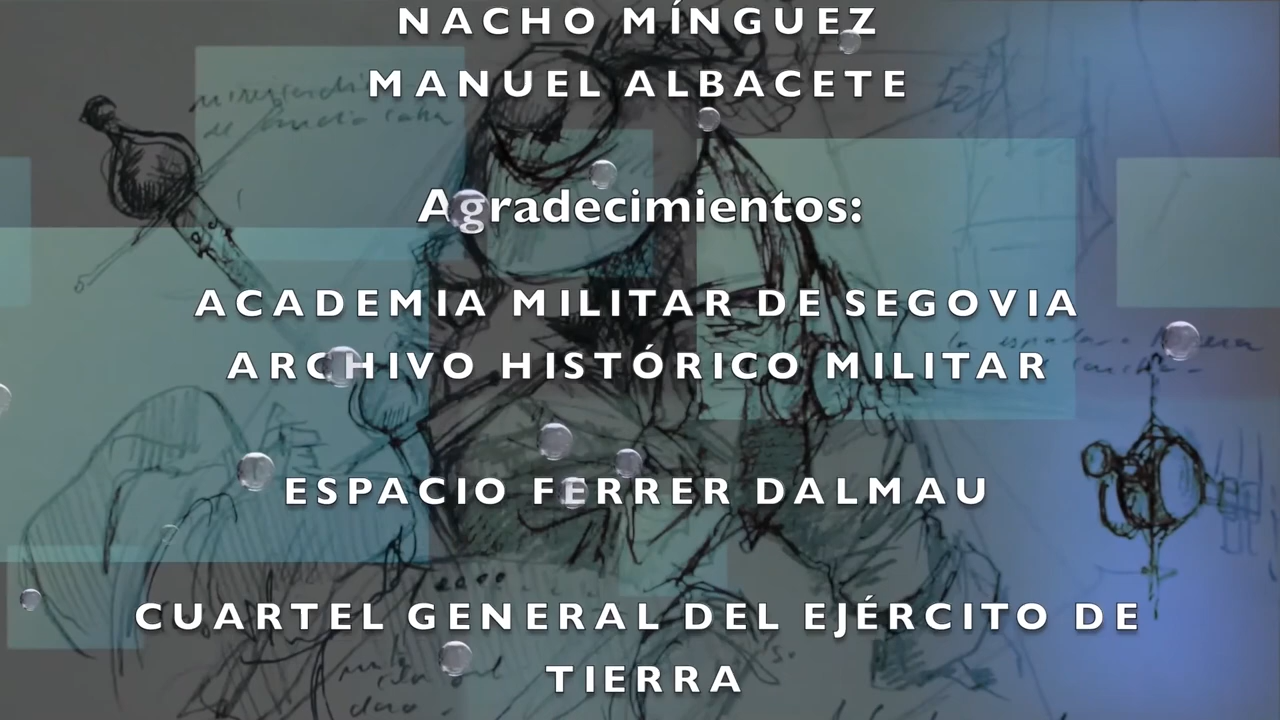 NACHO MÍNGUEZ
MANUEL ALBACETE
Agradecimientos:
ACADEMIA MILITAR DE SEGOVIA
ARCHIVO HISTÓRICO MILITAR
ESPACIO FERRER DALMAU
CUARTEL GENERAL DEL EJÉRCITO DE
TIERRA